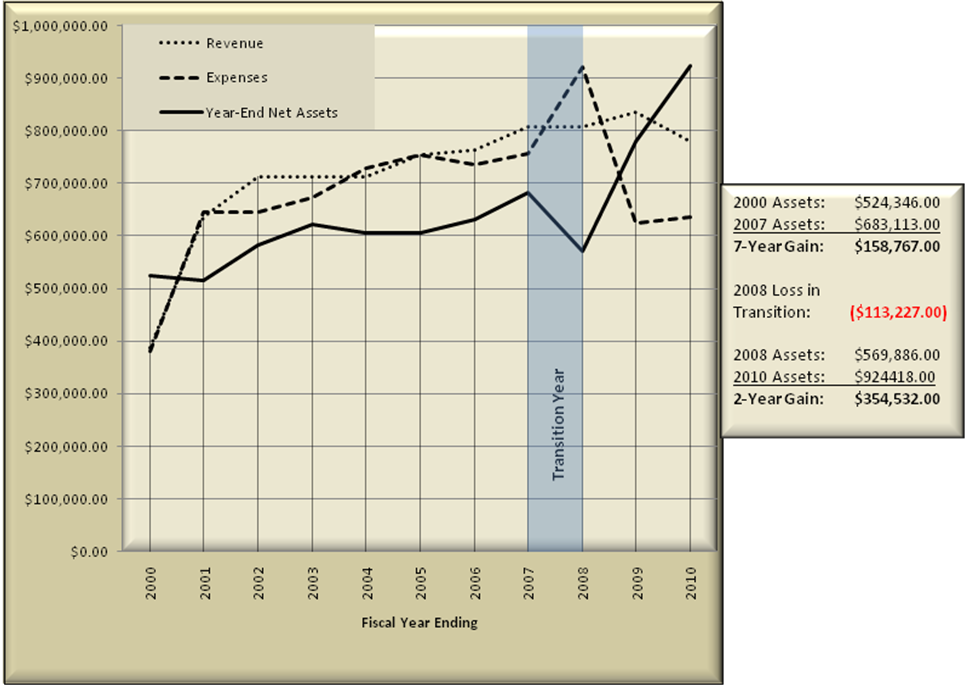 $1,000,000.00
$900,000.00
$800,000.00
$700,000.00
$600,000.00
$500,000.00
$400,000.00
$300,000.00
$200,000.00
$100,000.00
$0.00
Revenue
Expenses
Year-End Net Assets
Transition Year
2000 2001 2002 2003 2004 2005 2006 2007 2008 2009 2010
Fiscal Year Ending
2000 Assets: $524,346.00
2007 Assets: $683,113.00
7-Year Gain: $158,767.00
2008 Loss in
Transition: ($113,227.00)
2008 Assets: $569,886.00
2010 Assets: $924418.00
2-Year Gain: $354,532.00